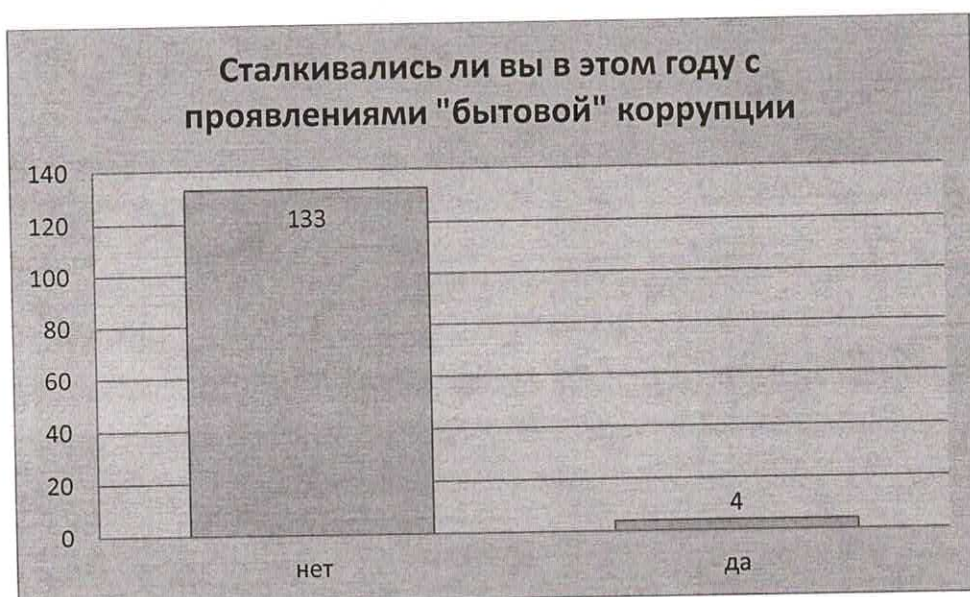 Сталкивались ли вы в этом году с
проявлениями "бытовой" коррупции
140
120
100
80
60
40
20
0
133
4
нет
да